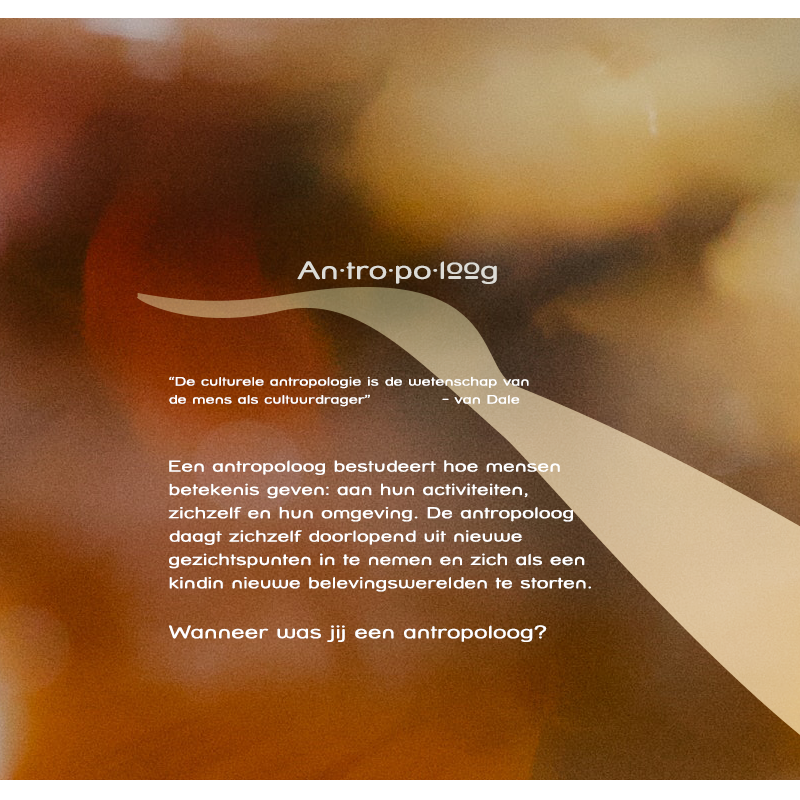 An·tro·po·loog
“De culturele antropologie is de wetenschap van
de mens als cultuurdrager” - van Dale
Een antropoloog bestudeert hoe mensen
betekenis geven: aan hun activiteiten,
zichzelf en hun omgeving. De antropoloog
daagt zichzelf doorlopend uit nieuwe
gezichtspunten in te nemen en zich als een
kindin nieuwe belevingswerelden te storten.
Wanneer was jij een antropoloog?